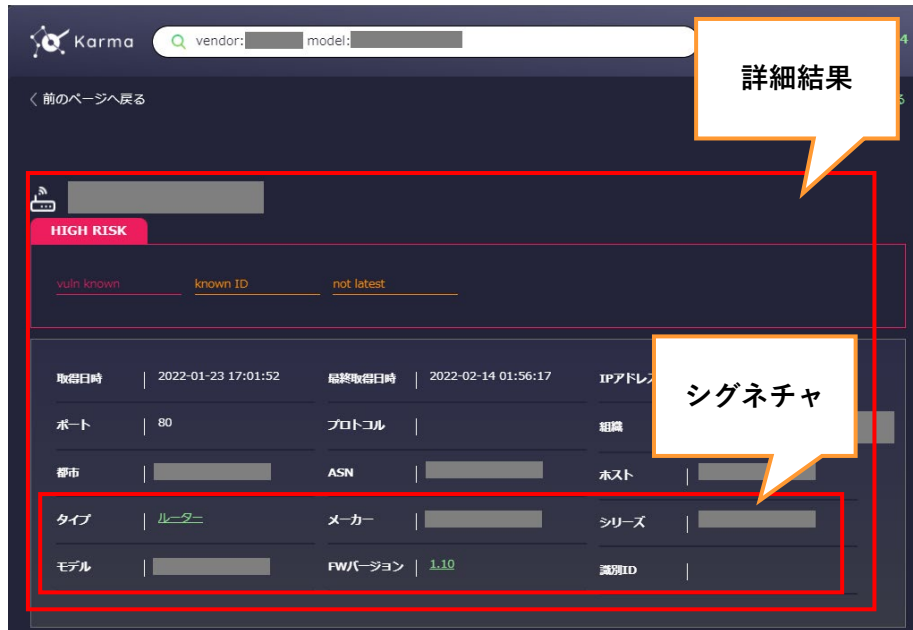 Karma
vendor: model:
4
詳細結果
〈 前のページへ戻る
HIGH RISK
vuln known known ID not latest
取得日時 2022-01-23 17:01:52 最終取得日時 2022-02-14 01:56:17 IPアドレス
シグネチャ
ポート 80 プロトコル 組織
都市 ASN ホスト
タイプ ルーター メーカー シリーズ
モデル FWバージョン 1.10 識別ID